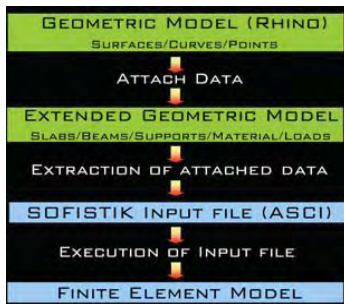 GEOMETRIC MODEL (RHINO)
SURFACES/CURVES/POINTS
ATTACH DATA
EXTENDED GEOMETRIC MODEL
SLABS/BEAMS/SUPPORTS/MATERIAL/LOADS
EXTRACTION OF ATTACHED DATA
SOFISTIK INPUT FILE (ASCI)
EXECUTION OF INPUT FILE
FINITE ELEMENT MODEL